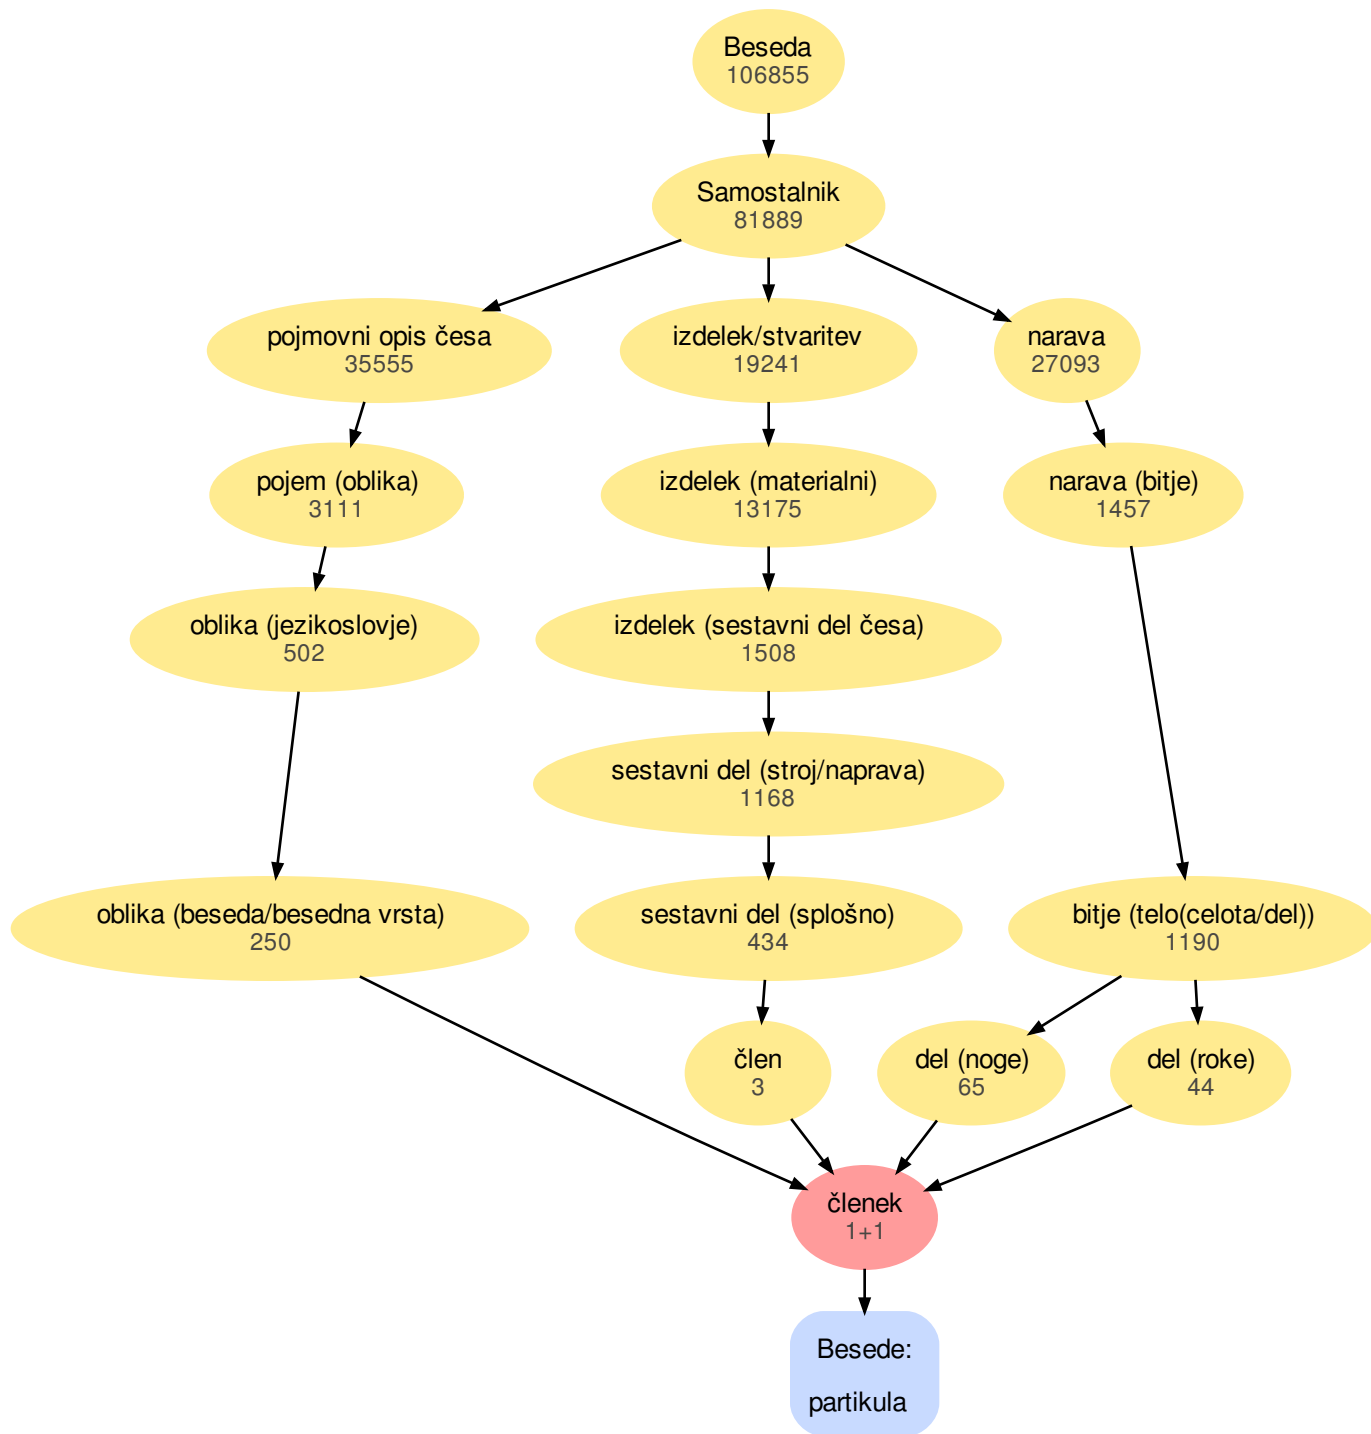 Beseda
106855
Samostalnik
81889
pojmovni opis česa
35555
izdelek/stvaritev
19241
narava
27093
pojem (oblika)
3111
izdelek (materialni)
13175
narava (bitje)
1457
oblika (jezikoslovje)
502
izdelek (sestavni del česa)
1508
sestavni del (stroj/naprava)
1168
oblika (beseda/besedna vrsta)
250
sestavni del (splošno)
434
bitje (telo(celota/del))
1190
člen
3
del (noge)
65
del (roke)
44
členek
1+1
Besede:
partikula